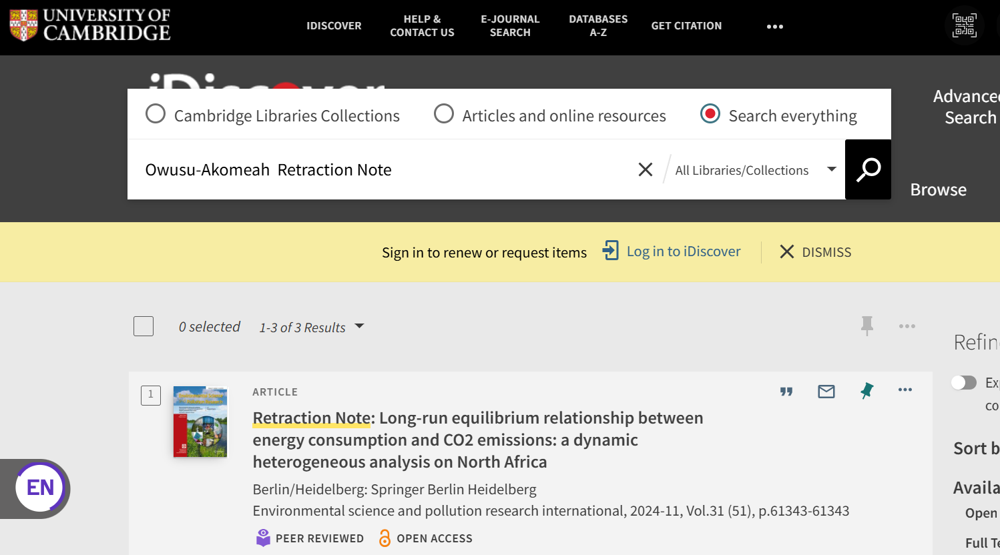 UNIVERSITY OF
CAMBRIDGE
IDISCOVER
HELP &
CONTACT US
E-JOURNAL
SEARCH
DATABASES
A-Z
GET CITATION
iDiscover
Cambridge Libraries Collections
Articles and online resources
Search everything
Advanced
Search
Owusu-Akomeah  Retraction Note
All Libraries/Collections
Browse
Sign in to renew or request items
Log in to iDiscover
DISMISS
0 selected
1-3 of 3 Results
Refin
Exp
co
Sort b
Availa
Open
Full Te
1
ARTICLE
Retraction Note: Long-run equilibrium relationship between
energy consumption and CO2 emissions: a dynamic
heterogeneous analysis on North Africa
Berlin/Heidelberg: Springer Berlin Heidelberg
Environmental science and pollution research international, 2024-11, Vol.31 (51), p.61343-61343
PEER REVIEWED
OPEN ACCESS
EN